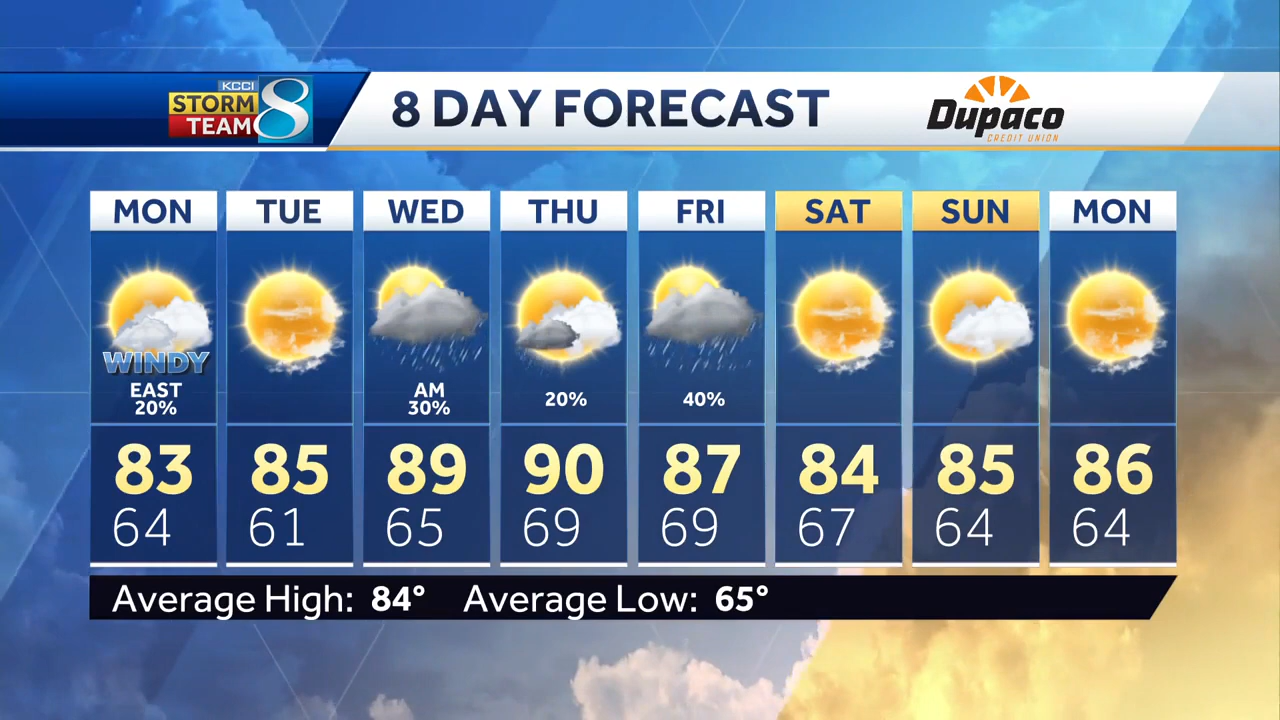 KCCI
STORM
TEAM 8
8 DAY FORECAST
Dupaco
CREDIT UNION
MON TUE WED THU FRI SAT SUN MON
WINDY
EAST
20%
AM
30%
20%
40%
83 85 89 90 87 84 85 86
64 61 65 69 69 67 64 64
Average High: 84° Average Low: 65°